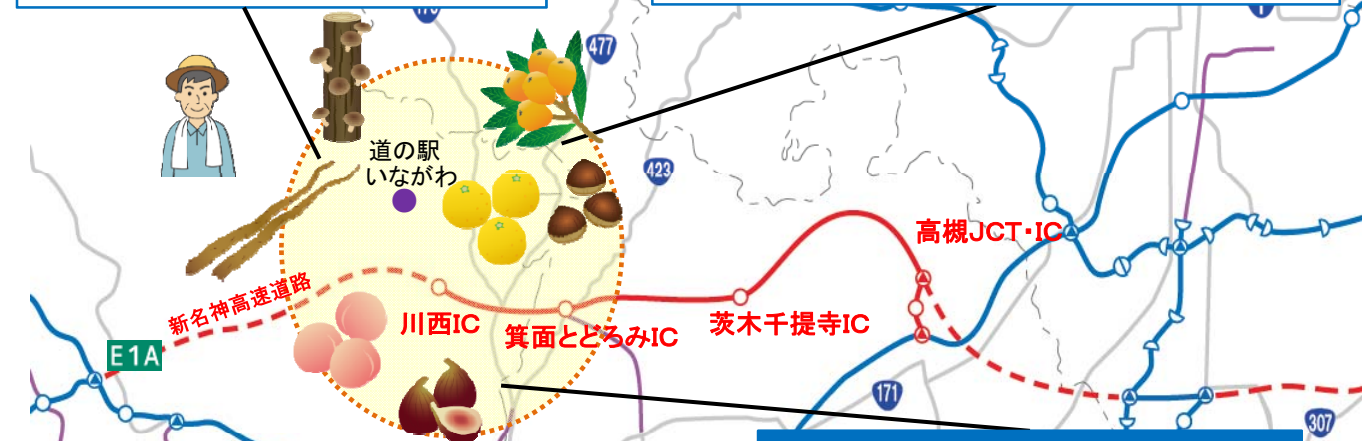 477
道の駅
いながわ
423
高槻JCT・IC
新名神高速道路
川西IC
箕面とどろみIC
茨木千提寺IC
E1A
171
307